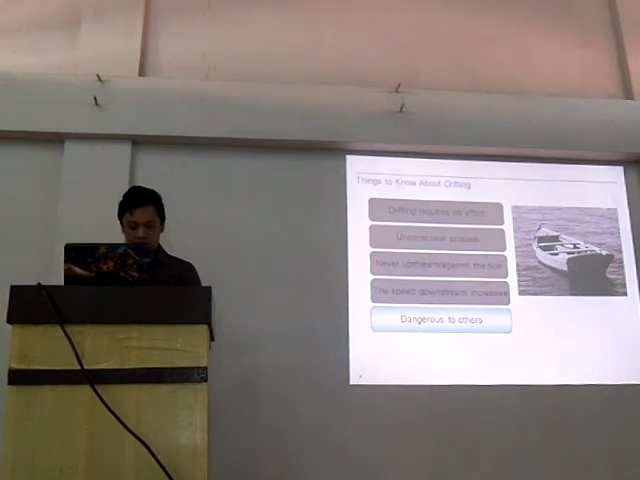 Things to Know About Drifting
Drifting requires no effort
Unconscious process
Never upstream/against the tide
The speed downstream increases
Dangerous to others